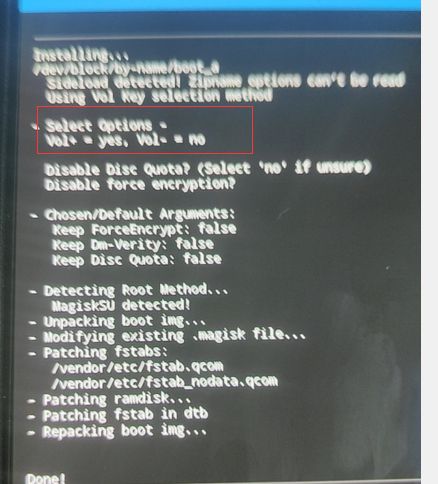 Installing...
/dev/block/by-name/boot_a
Sideload detected! Zipname options can't be read
Using Vol Key selection method
- Select Options -
Vol+ = yes, Vol- = no
Disable Disc Quota? (Select 'no' if unsure)
Disable force encryption?
- Chosen/Default Arguments:
Keep ForceEncrypt: false
Keep Dm-Verity: false
Keep Disc Quota: false
- Detecting Root Method...
MagiskSU detected!
- Unpacking boot img...
- Modifying existing .magisk file...
- Patching fstabs:
/vendor/etc/fstab.qcom
/vendor/etc/fstab_nodata.qcom
- Patching ramdisk...
- Patching fstab in dtb
- Repacking boot img...
Done!